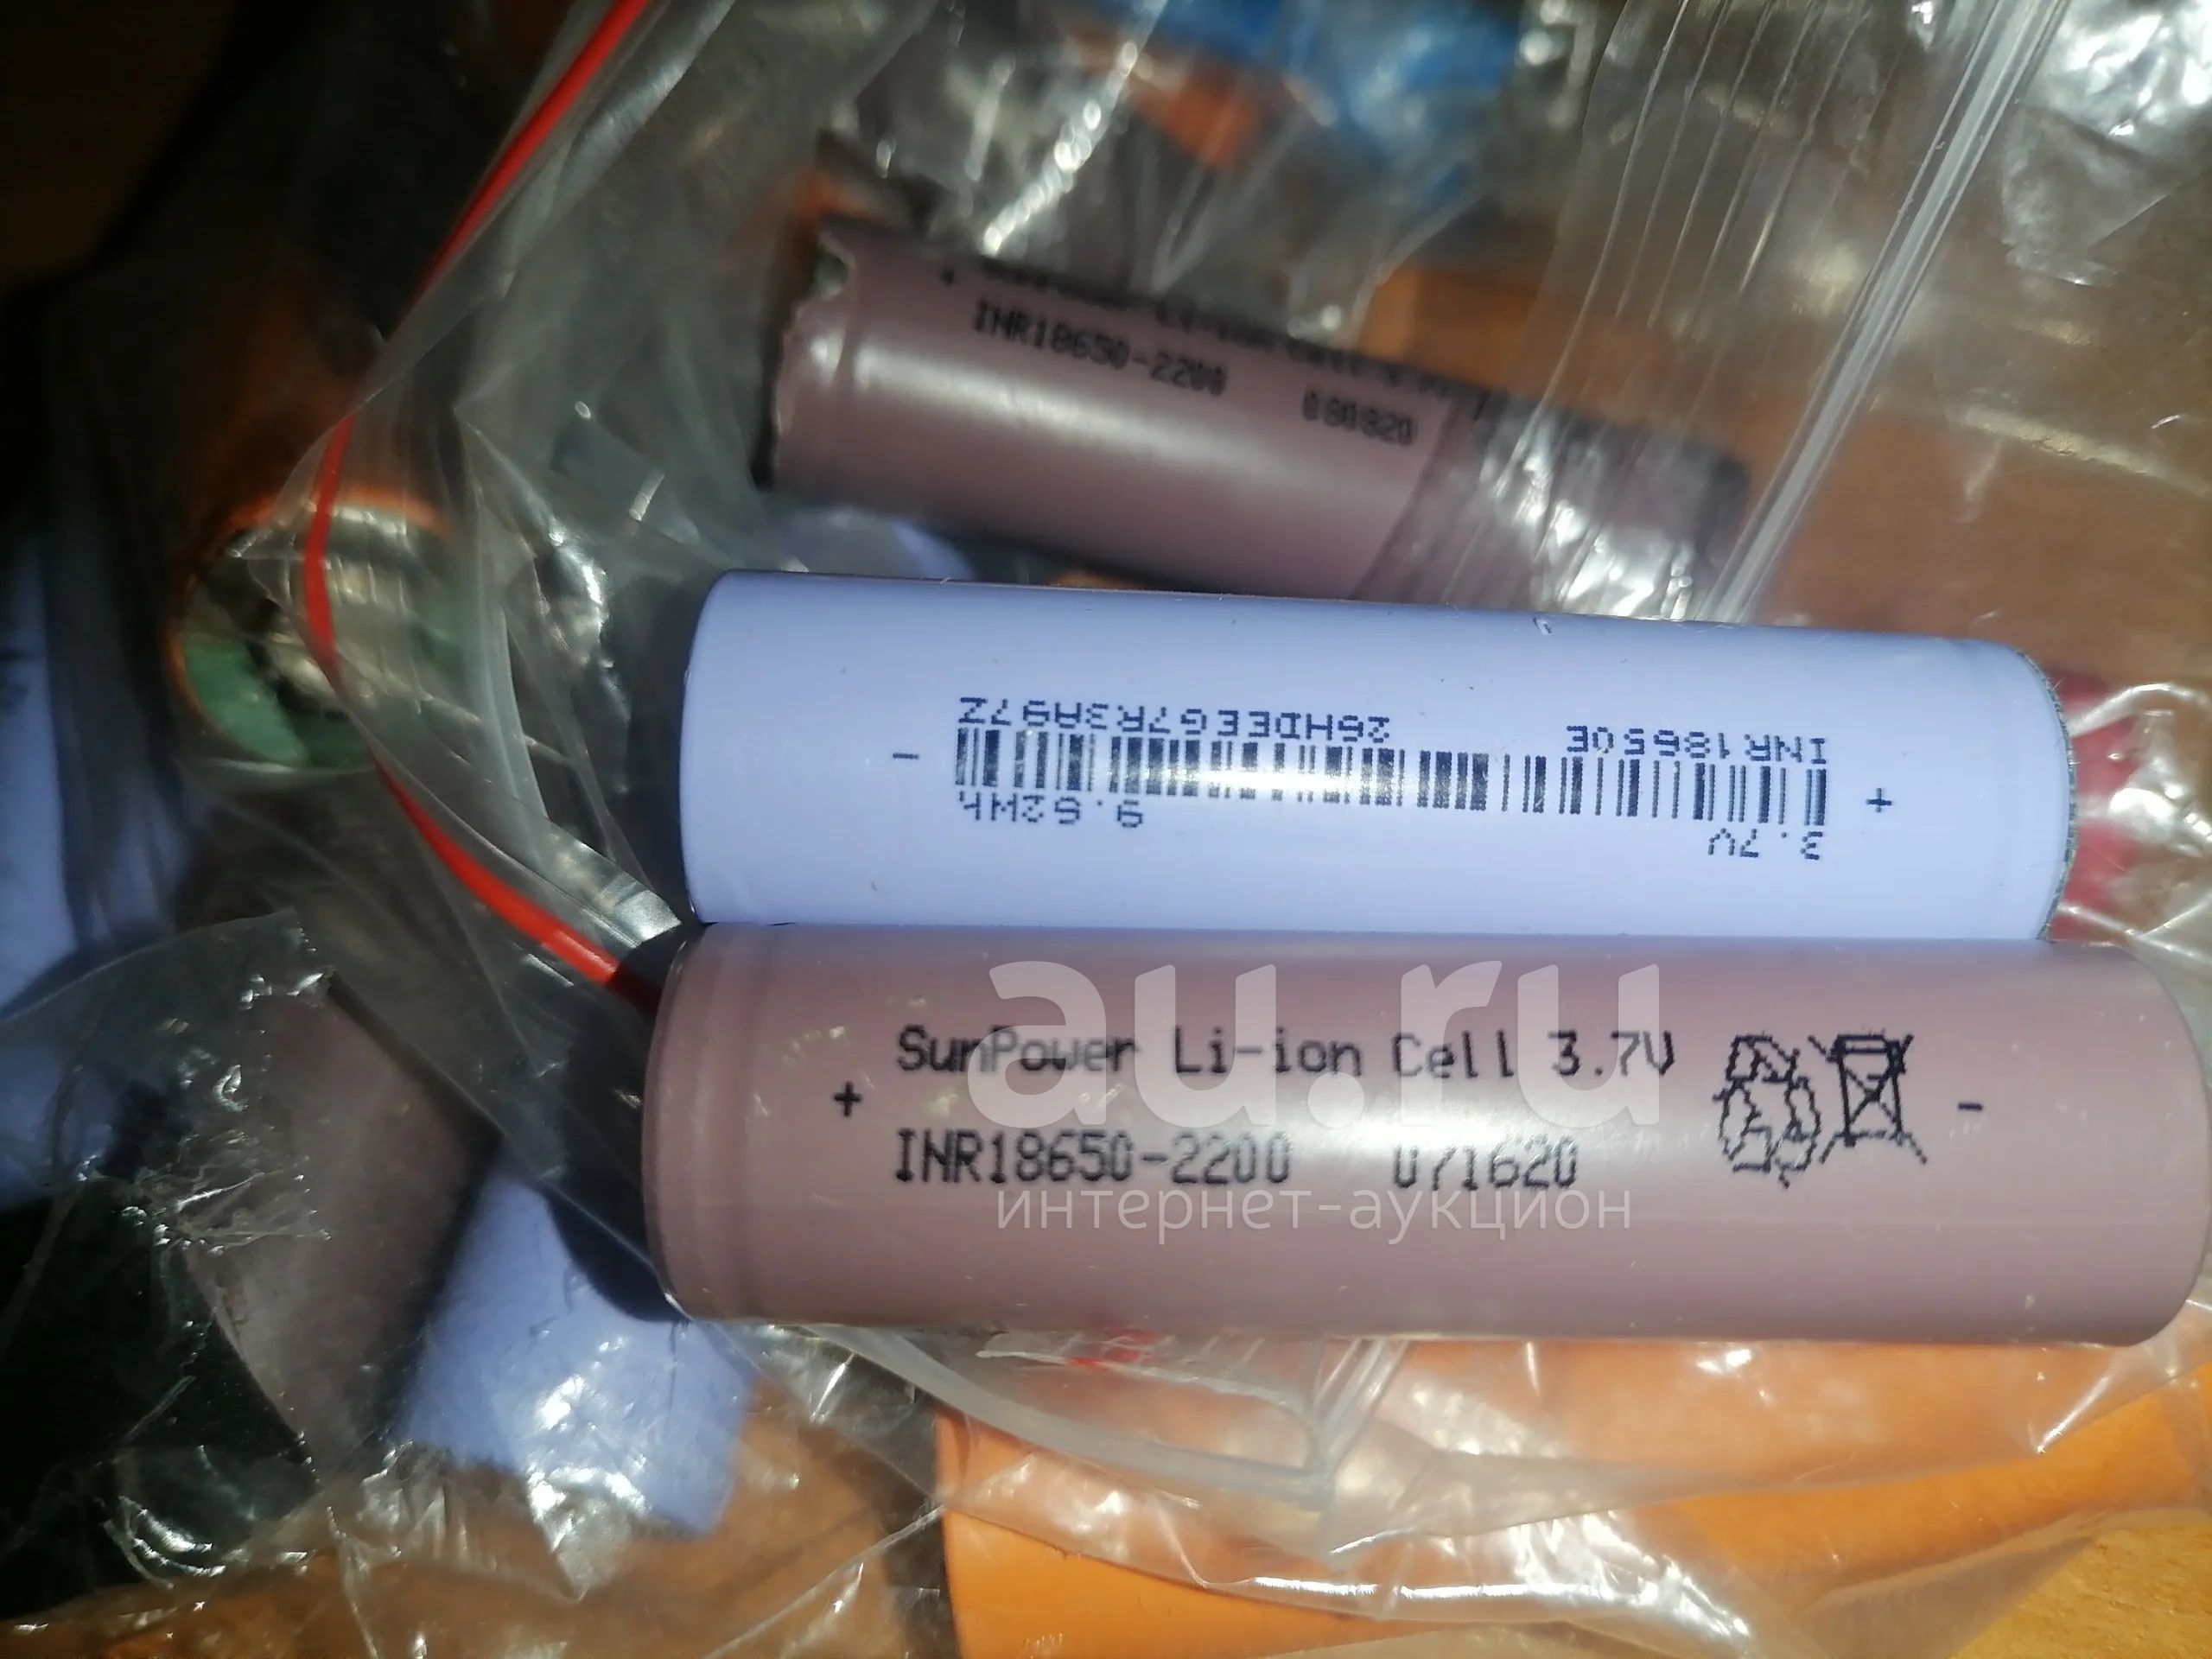 INR18650-2200 080820
INR18650E
26HDEEG7R3A97Z
+ -
3.7V 9.62Wh
au.ru
SunPower Li-ion Cell 3.7V
+ -
INR18650-2200 071620
интернет-аукцион